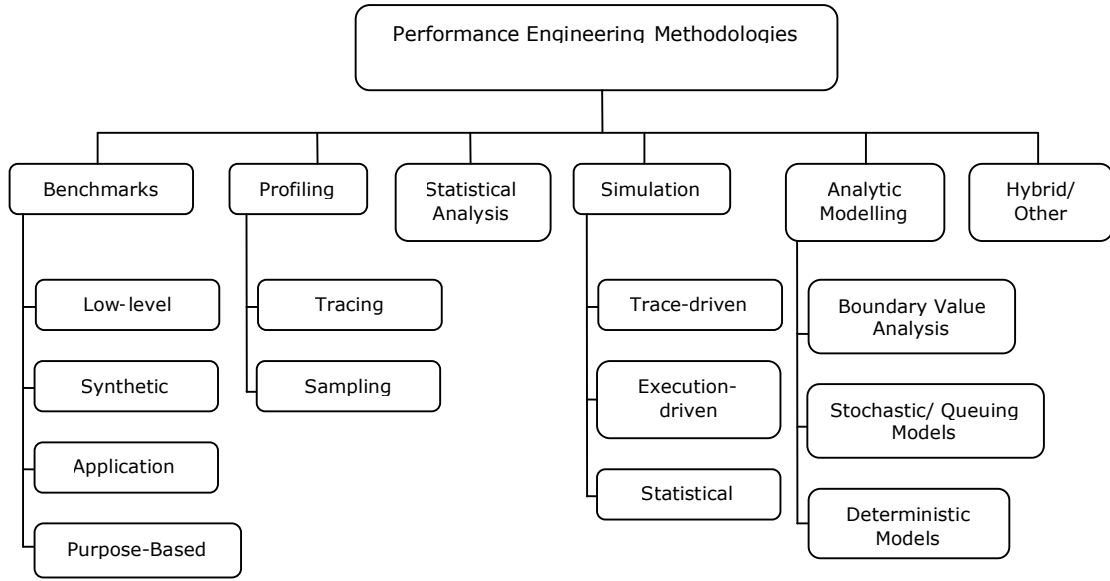 Performance Engineering Methodologies
Benchmarks
Profiling
Statistical
Analysis
Simulation
Analytic
Modelling
Hybrid/
Other
Low-level
Synthetic
Application
Purpose-Based
Tracing
Sampling
Trace-driven
Execution-
driven
Statistical
Boundary Value
Analysis
Stochastic/ Queuing
Models
Deterministic
Models